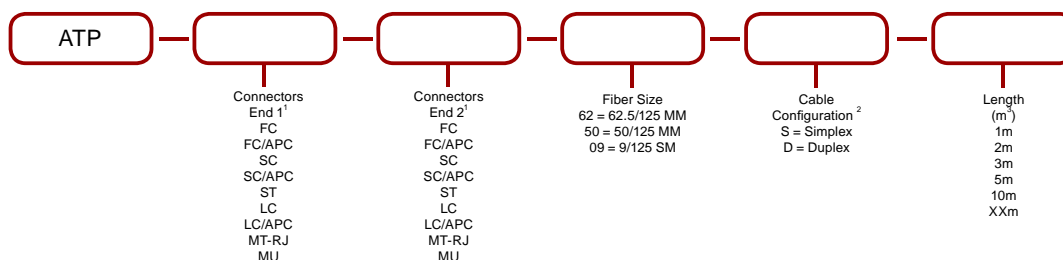 ATP
Connectors
End 1¹
FC
FC/APC
SC
SC/APC
ST
LC
LC/APC
MT-RJ
MU
Connectors
End 2¹
FC
FC/APC
SC
SC/APC
ST
LC
LC/APC
MT-RJ
MU
Fiber Size
62 = 62.5/125 MM
50 = 50/125 MM
09 = 9/125 SM
Cable
Configuration ²
S = Simplex
D = Duplex
Length
(m³)
1m
2m
3m
5m
10m
XXm